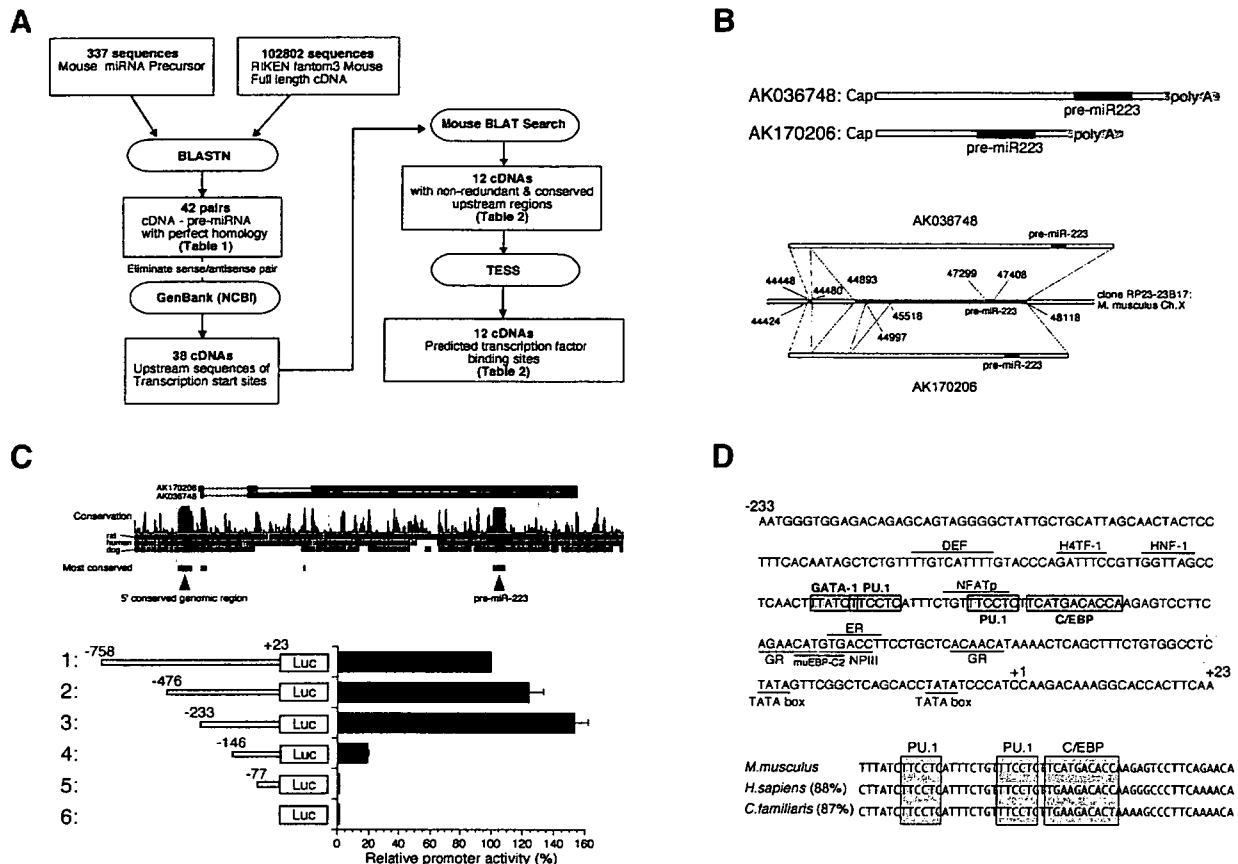 A
337 sequences
Mouse miRNA Precursor
102802 sequences
RIKEN fantom3 Mouse
Full length cDNA
BLASTN
42 pairs
cDNA - pre-miRNA
with perfect homology
(Table 1)
Eliminate sense/antisense pair
GenBank (NCBI)
38 cDNAs
Upstream sequences of
Transcription start sites
Mouse BLAT Search
12 cDNAs
with non-redundant & conserved
upstream regions
(Table 2)
TESS
12 cDNAs
Predicted transcription factor
binding sites
(Table 2)
B
AK036748: Cap
poly A
pre-miR223
AK170206: Cap
poly A
pre-miR223
AK036748
pre-miR-223
44448
44480
44893
47299
47408
clone RP23-23B17:
M. musculus Ch.X
44424
44997
45518
pre-miR-223
48118
pre-miR-223
AK170206
C
AK170206
AK036748
Conservation
rat
human
dog
Most conserved
5' conserved genomic region
pre-miR-223
1: -758 +23 Luc
2: -476 Luc
3: -233 Luc
4: -146 Luc
5: -77 Luc
6: Luc
0 20 40 60 80 100 120 140 160
Relative promoter activity (%)
D
-233
AATGGGTGGAGACAGAGCAGTAGGGGCTATTGCTGCATTAGCAACTACTCC
DEF H4TF-1 HNF-1
TTTCACAATAGCTCTGTTTTGTCATTTTGTACCCAGATTTCCGTTGGTTAGCC
GATA-1 PU.1 NFATp
TCAACTTTATCTTCCTCATTTCTGTTTCCTCTTCATGACACCAAGAGTCCTTC
PU.1 C/EBP
ER
AGAACATGTGACCTTCCTGCTCACAACATAAAACTCAGCTTTCTGTGGCCTC
GR muEBP-C2 NPIII GR
+1 +23
TATAGTTCGGCTCAGCACCTATATCCCATCCAAGACAAAGGCACCACTTCAA
TATA box TATA box
PU.1 PU.1 C/EBP
M.musculus TTTATCTTCCTCATTTCTGTTTCCTCTTCATGACACCAAGAGTCCTTCAGAACA
H.sapiens (88%) CTTATCTTCCTCATTTCTGTTTCCTCTTGAAGACACCAAGGGCCCTTCAAAACA
C.familiaris (87%) CTTATCTTCCTCATTTCTGTTTCCTCTTGAAGACACTAAAAGCCCTTCAAAACA